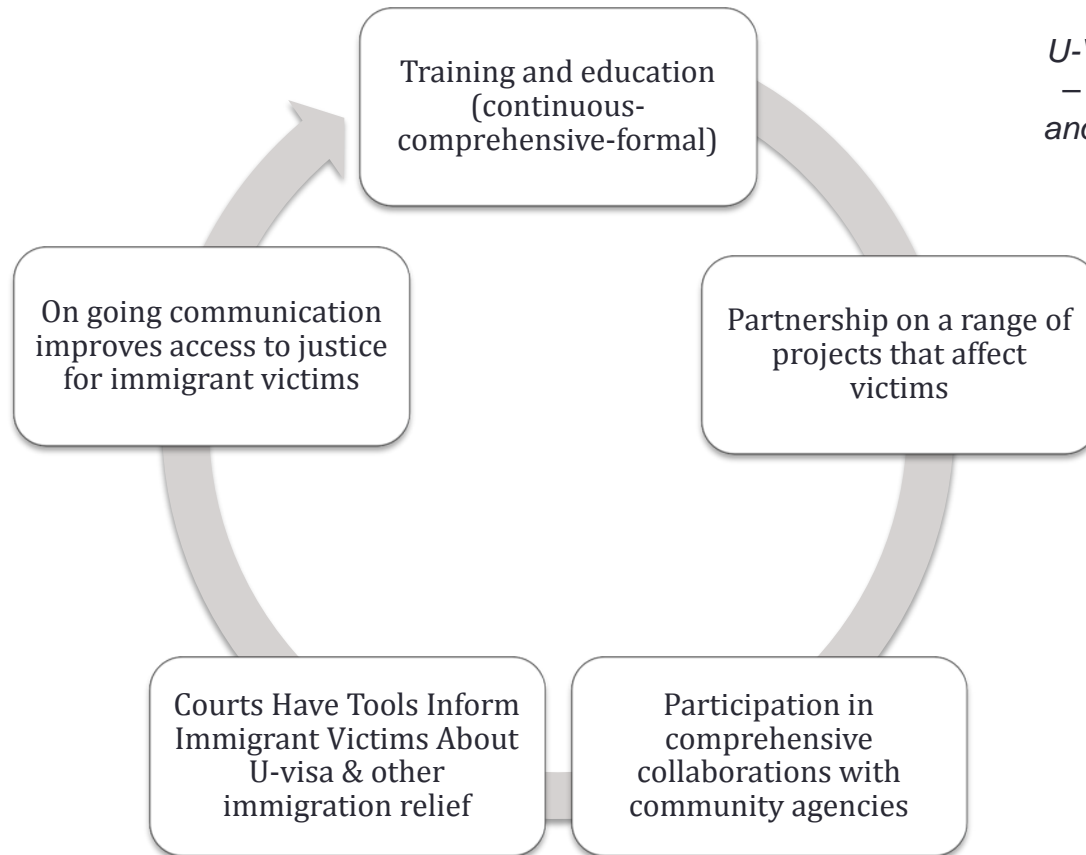 Training and education
(continuous-
comprehensive-formal)
U-
–
Partnership on a range of
projects that affect
victims
Participation in
comprehensive
collaborations with
community agencies
Courts Have Tools Inform
Immigrant Victims About
U-visa & other
immigration relief
On going communication
improves access to justice
for immigrant victims